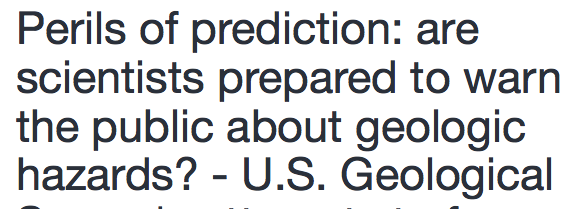 Perils of prediction: are
scientists prepared to warn
the public about geologic
hazards? - U.S. Geological